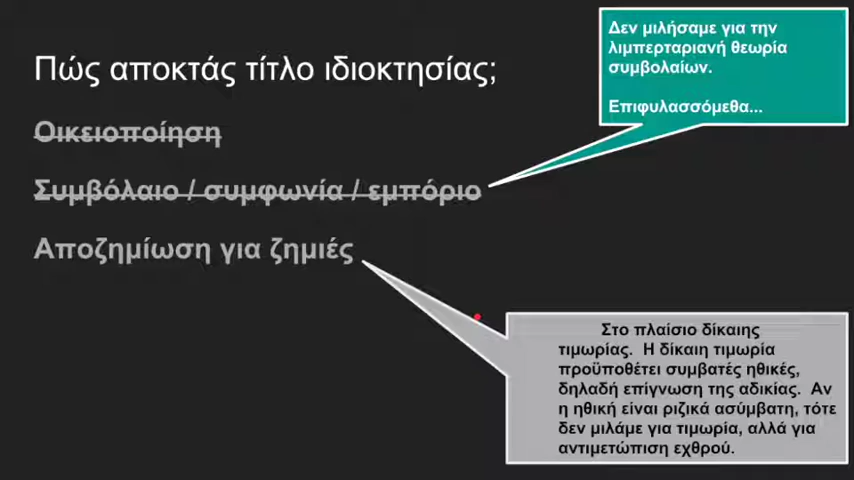 Πώς αποκτάς τίτλο ιδιοκτησίας;
Οικειοποίηση
Συμβόλαιο / συμφωνία / εμπόριο
Αποζημίωση για ζημιές
Δεν μιλήσαμε για την
λιμπερταριανή θεωρία
συμβολαίων.
Επιφυλασσόμεθα...
Στο πλαίσιο δίκαιης
τιμωρίας. Η δίκαιη τιμωρία
προϋποθέτει συμβατές ηθικές,
δηλαδή επίγνωση της αδικίας. Αν
η ηθική είναι ριζικά ασύμβατη, τότε
δεν μιλάμε για τιμωρία, αλλά για
αντιμετώπιση εχθρού.